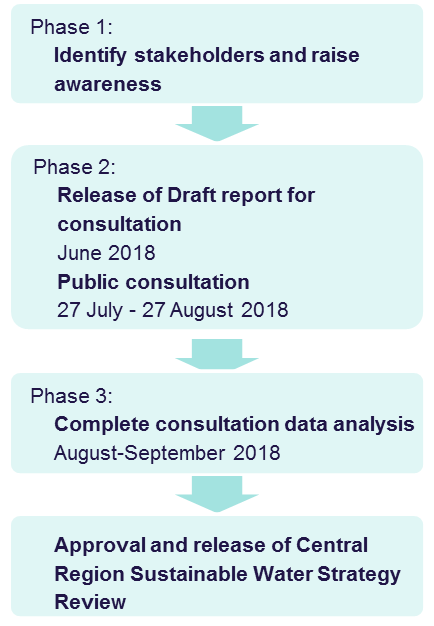 Phase 1:
Identify stakeholders and raise
awareness
Phase 2:
Release of Draft report for
consultation
June 2018
Public consultation
27 July - 27 August 2018
Phase 3:
Complete consultation data analysis
August-September 2018
Approval and release of Central
Region Sustainable Water Strategy
Review